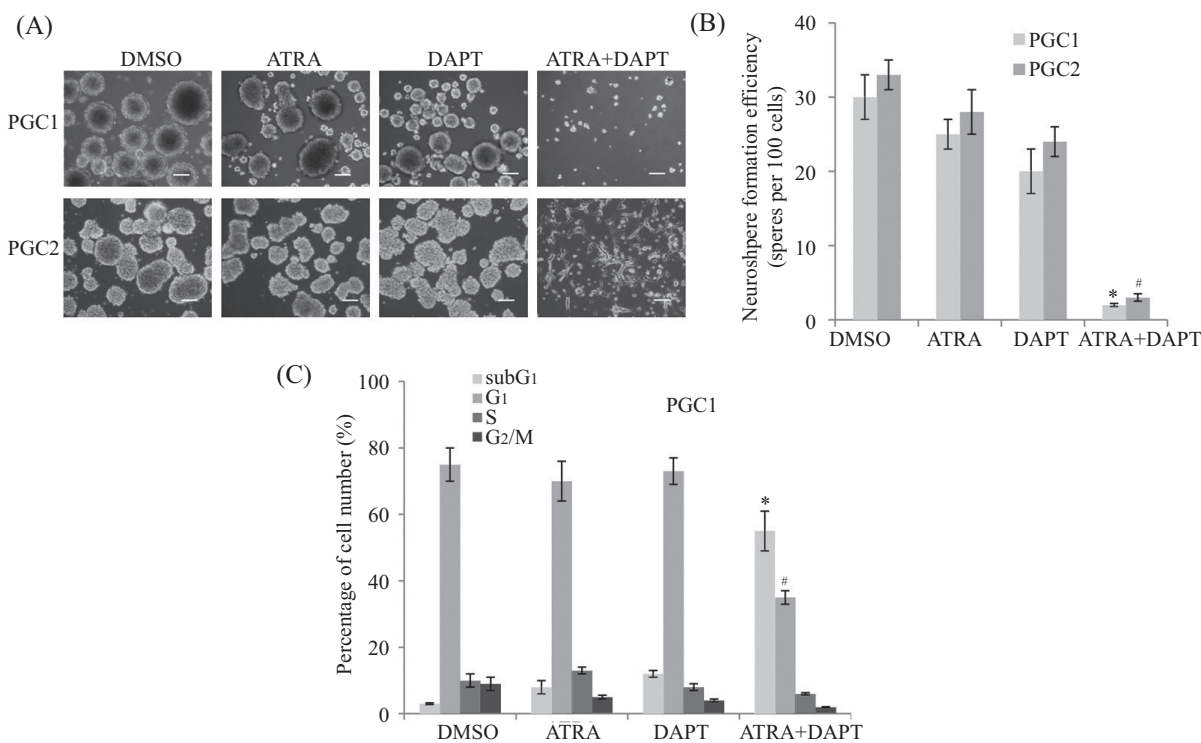 (A)
DMSO ATRA DAPT ATRA+DAPT
PGC1
PGC2
(B)
Neuroshpere formation efficiency
(speres per 100 cells)
40
30
20
10
0
PGC1
PGC2
DMSO ATRA DAPT ATRA+DAPT
* #
(C)
Percentage of cell number (%)
100
80
60
40
20
0
subG1
G1
S
G2/M
PGC1
*
#
DMSO ATRA DAPT ATRA+DAPT